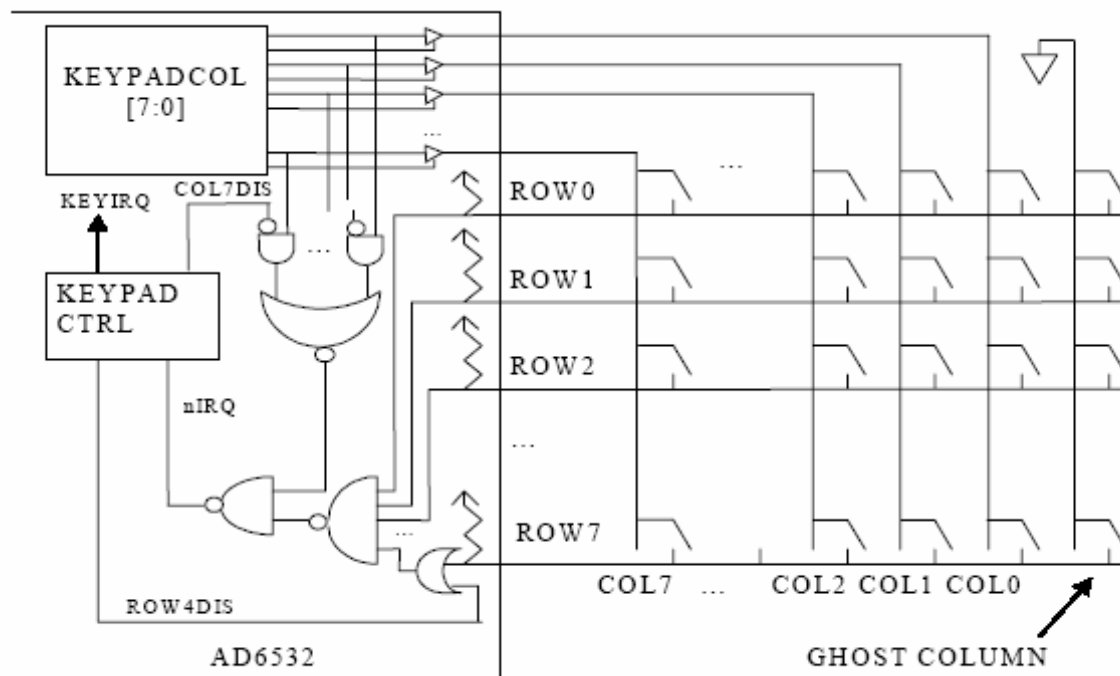 KEYPADCOL
[7:0]
...
...
COL7DIS
KEYIRQ
ROW0
...
KEYPAD
CTRL
ROW1
ROW2
nIRQ
...
...
ROW7
COL7 ... COL2 COL1 COL0
ROW4DIS
AD6532
GHOST COLUMN